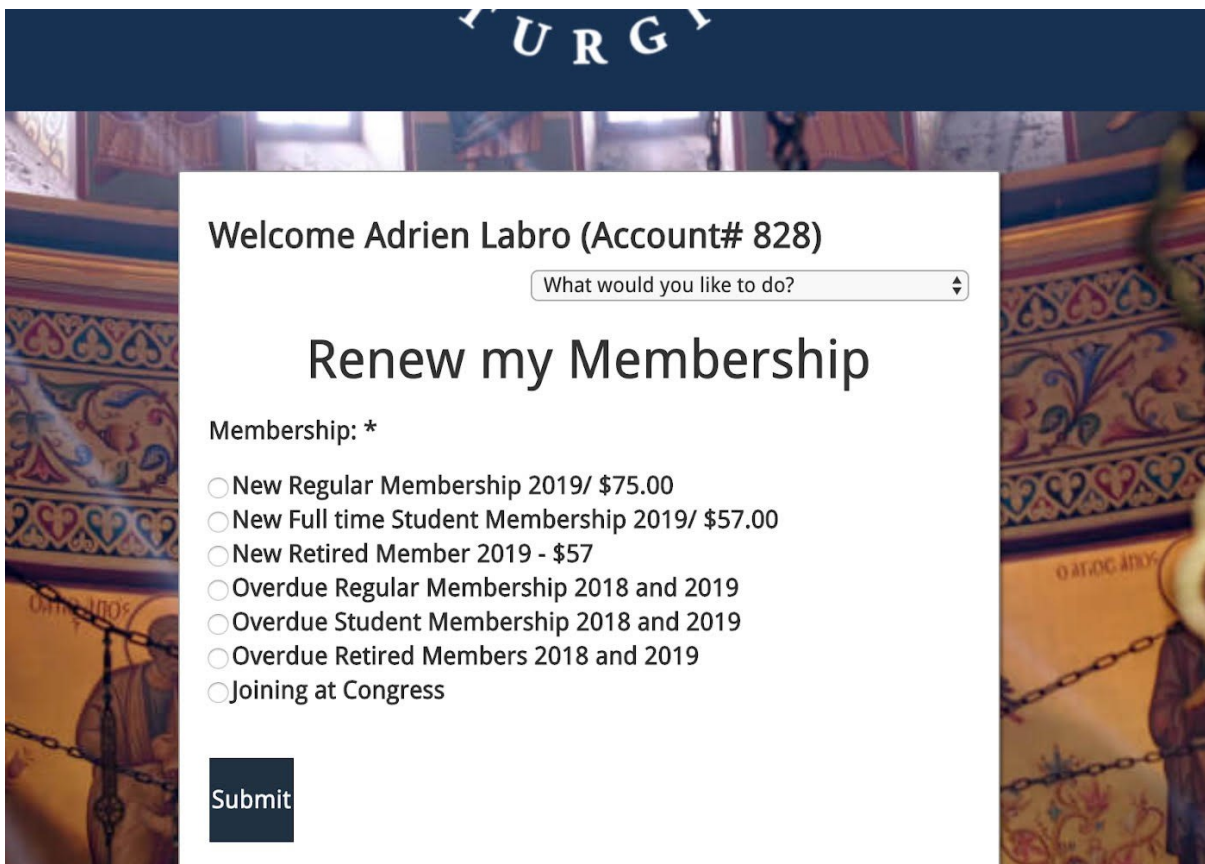 URG
Welcome Adrien Labro (Account# 828)
What would you like to do?
Renew my Membership
Membership: *
New Regular Membership 2019/ $75.00
New Full time Student Membership 2019/ $57.00
New Retired Member 2019 - $57
Overdue Regular Membership 2018 and 2019
Overdue Student Membership 2018 and 2019
Overdue Retired Members 2018 and 2019
Joining at Congress
Submit